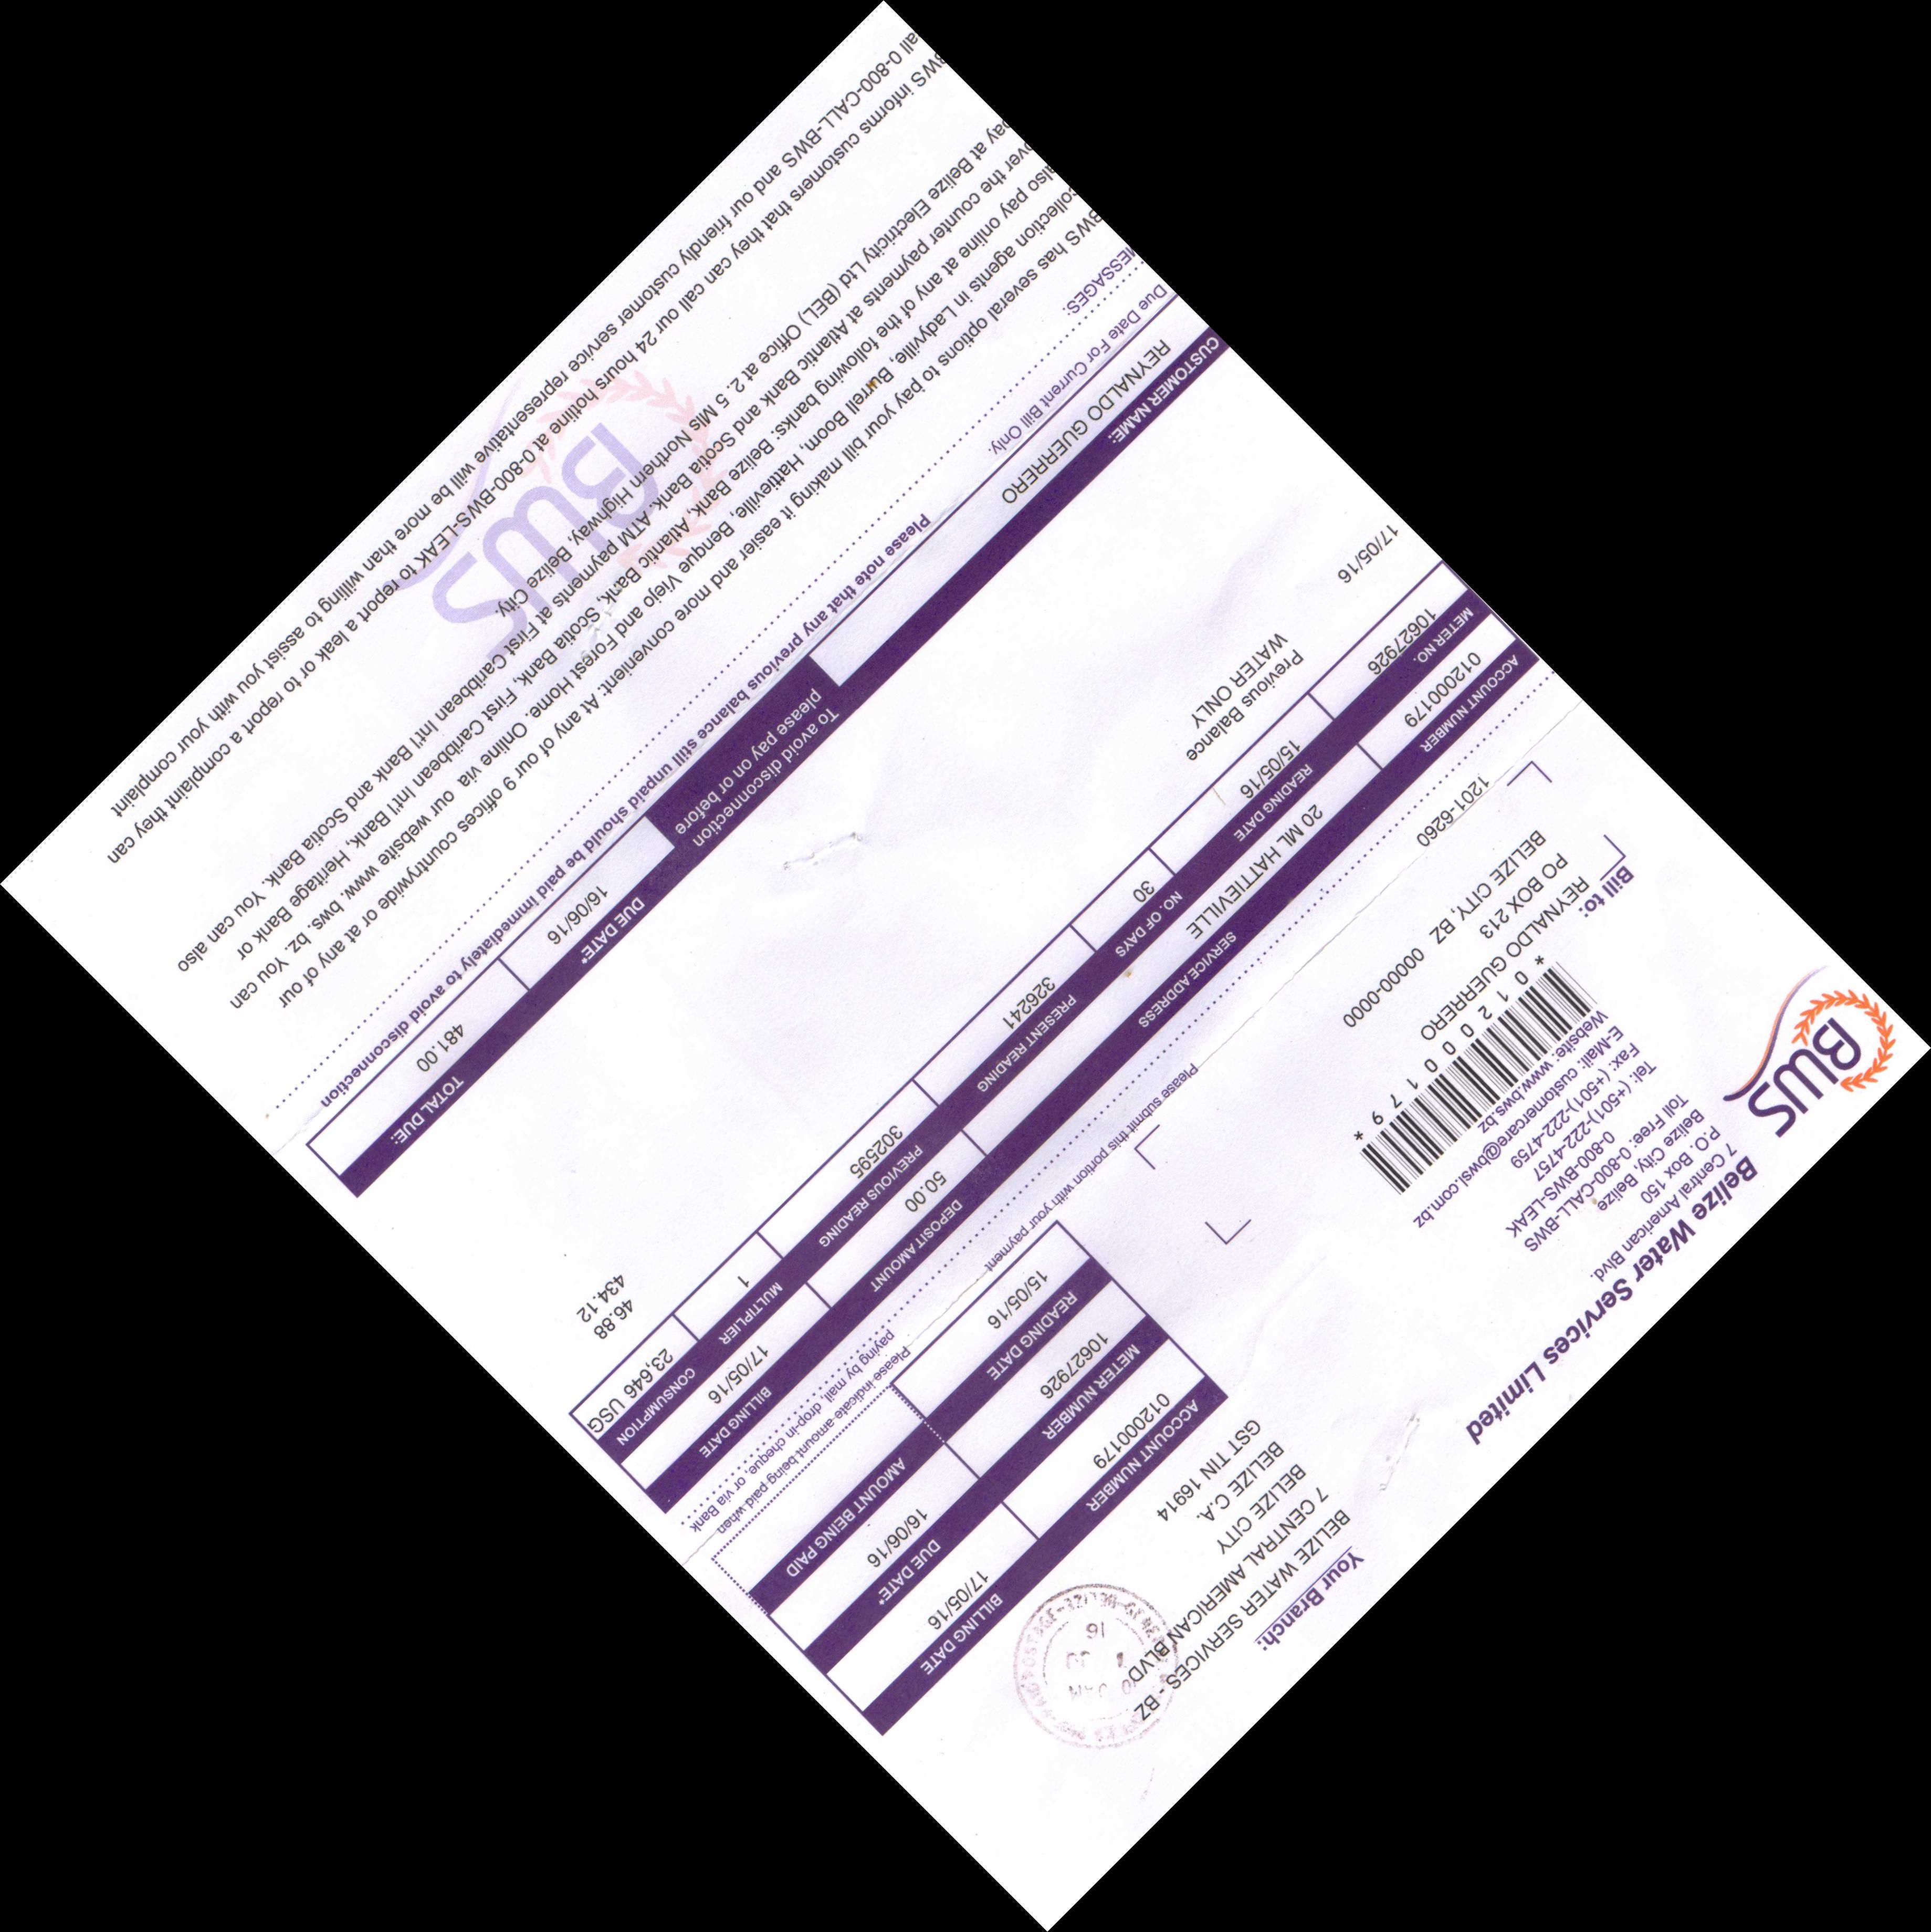 BWS
Belize Water Services Limited
7 Central American Blvd.
P.O. Box 150
Belize City, Belize
Toll Free: 0-800-CALL-BWS
0-800-BWS-LEAK
Tel: (+501)-222-4757
Fax: (+501)-222-4759
E-Mail: customercare@bwsl.com.bz
Website: www.bws.bz
* 0 1 2 0 0 0 1 7 9 *
Bill to:
REYNALDO GUERRERO
PO BOX 2213
BELIZE CITY, BZ 00000-0000
1201-6260
Your Branch:
BELIZE WATER SERVICES - BZ
7 CENTRAL AMERICAN BLVD
BELIZE CITY
BELIZE C.A.
GST TIN 16914
16
ACCOUNT NUMBER BILLING DATE
012000179 17/05/16
METER NUMBER DUE DATE*
10627926 16/06/16
READING DATE AMOUNT BEING PAID
15/05/16
Please indicate amount being paid when
paying by mail, drop-in cheque, or via Bank
Please submit this portion with your payment
ACCOUNT NUMBER SERVICE ADDRESS DEPOSIT AMOUNT BILLING DATE
012000179 20 ML HATTIEVILLE 50.00 17/05/16
METER NO. READING DATE NO. OF DAYS PRESENT READING PREVIOUS READING MULTIPLIER CONSUMPTION
10627926 15/05/16 30 326241 302595 1 23,646 USG
Previous Balance 46.88
17/05/16 WATER ONLY 434.12
CUSTOMER NAME: To avoid disconnection please pay on or before DUE DATE* TOTAL DUE:
REYNALDO GUERRERO 16/06/16 481.00
Due Date For Current Bill Only. Please note that any previous balance still unpaid should be paid immediately to avoid disconnection
MESSAGES:
BWS has several options to pay your bill making it easier and more convenient: At any of our 9 offices countrywide or at any of our
collection agents in Ladyville, Burrell Boom, Hattieville, Benque Viejo and Forest Home. Online via our website www. bws. bz You can
also pay online at any of the following banks: Belize Bank, Atlantic Bank, Scotia Bank, First Caribbean Int'l Bank, Heritage Bank or
over the counter payments at Atlantic Bank and Scotia Bank. ATM payments at First Caribbean Int'l Bank and Scotia Bank. You can also
pay at Belize Electricity Ltd (BEL) Office at 2. 5 Mls Northern Highway, Belize City.
BWS informs customers that they can call our 24 hours hotline at 0-800-BWS-LEAK to report a leak or to report a complaint they can
all 0-800-CALL-BWS and our friendly customer service representative will be more than willing to assist you with your complaint
BWS